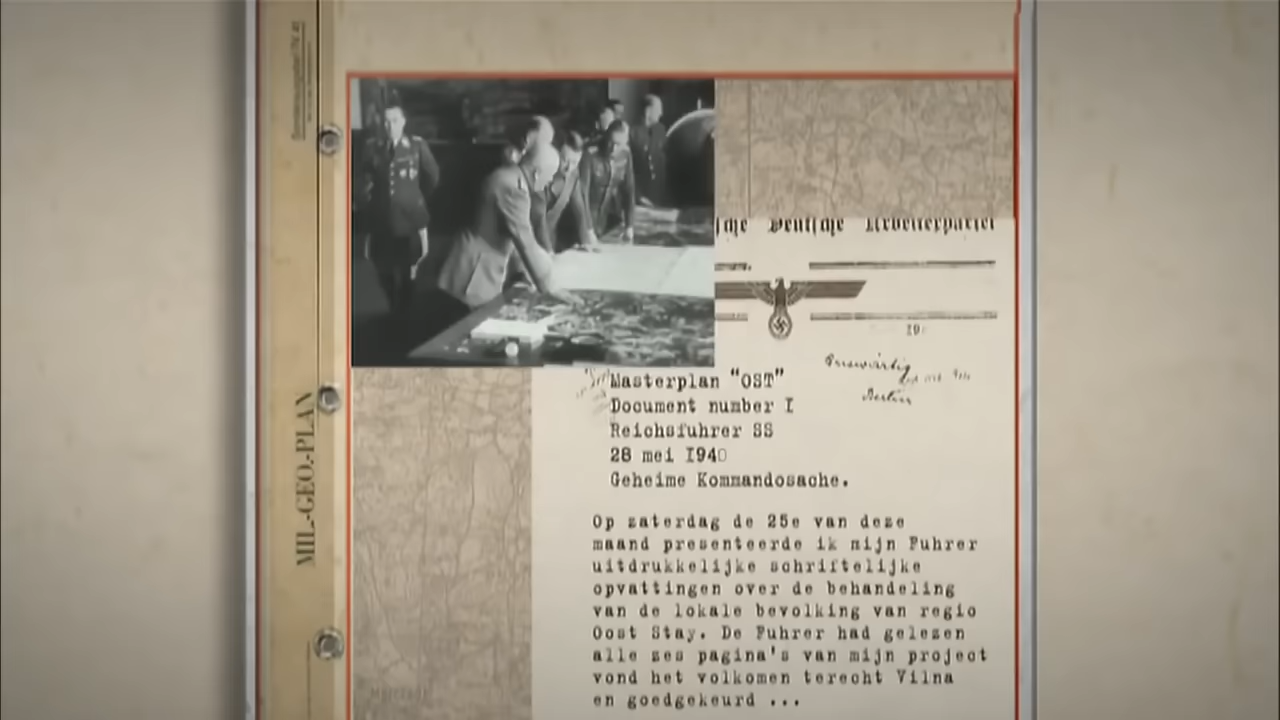 MIL.-GEO.-PLAN
sche Deutsche Arbeiterpartei
19
Masterplan "OST"
Document number I
Reichsfuhrer SS
28 mei 1940
Geheime Kommandosache.
Berlin
Op zaterdag de 25e van deze
maand presenteerde ik mijn Fuhrer
uitdrukkelijke schriftelijke
opvattingen over de behandeling
van de lokale bevolking van regio
Oost Stay. De Fuhrer had gelezen
alle zes pagina's van mijn project
vond het volkomen terecht Vilna
en goedgekeurd ...